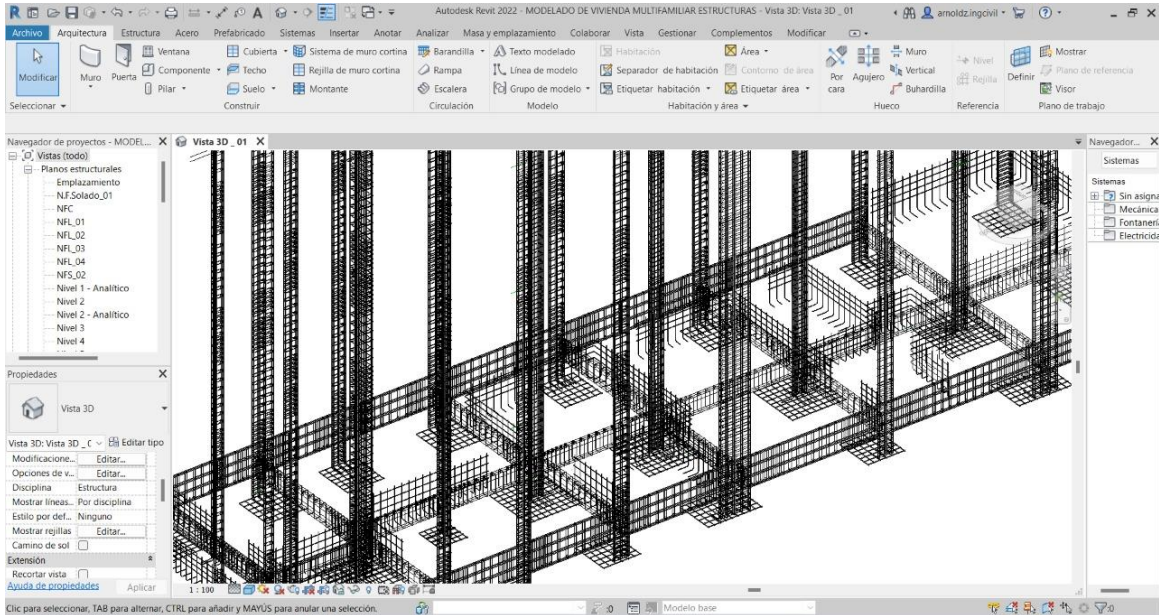 Autodesk Revit 2022 - MODELADO DE VIVIENDA MULTIFAMILIAR ESTRUCTURAS - Vista 3D: Vista 3D _ 01
arnoldz.ingcivil
Archivo Arquitectura Estructura Acero Prefabricado Sistemas Insertar Anotar Analizar Masa y emplazamiento Colaborar Vista Gestionar Complementos Modificar
Modificar
Muro
Puerta
Ventana
Componente
Pilar
Cubierta
Techo
Suelo
Sistema de muro cortina
Rejilla de muro cortina
Montante
Barandilla
Rampa
Escalera
Texto modelado
Línea de modelo
Grupo de modelo
Habitación
Separador de habitación
Etiquetar habitación
Área
Contorno de área
Etiquetar área
Por cara
Agujero
Muro
Vertical
Buhardilla
Nivel
Rejilla
Definir
Mostrar
Plano de referencia
Visor
Seleccionar Construir Circulación Modelo Habitación y área Hueco Referencia Plano de trabajo
Navegador de proyectos - MODEL...
Vistas (todo)
Planos estructurales
Emplazamiento
N.F.Solado_01
NFC
NFL_01
NFL_02
NFL_03
NFL_04
NFS_02
Nivel 1 - Analítico
Nivel 2
Nivel 2 - Analítico
Nivel 3
Nivel 4
Propiedades
Vista 3D
Vista 3D: Vista 3D _ ( Editar tipo
Modificacione... Editar...
Opciones de v... Editar...
Disciplina Estructura
Mostrar líneas... Por disciplina
Estilo por def... Ninguno
Mostrar rejillas Editar...
Camino de sol
Extensión
Recortar vista
Ayuda de propiedades Aplicar
Vista 3D _ 01
Navegador...
Sistemas
Sistemas
Sin asigna
Mecánica
Fontanería
Electricida
1 : 100
Clic para seleccionar, TAB para alternar, CTRL para añadir y MAYÚS para anular una selección.
:0
Modelo base
:0